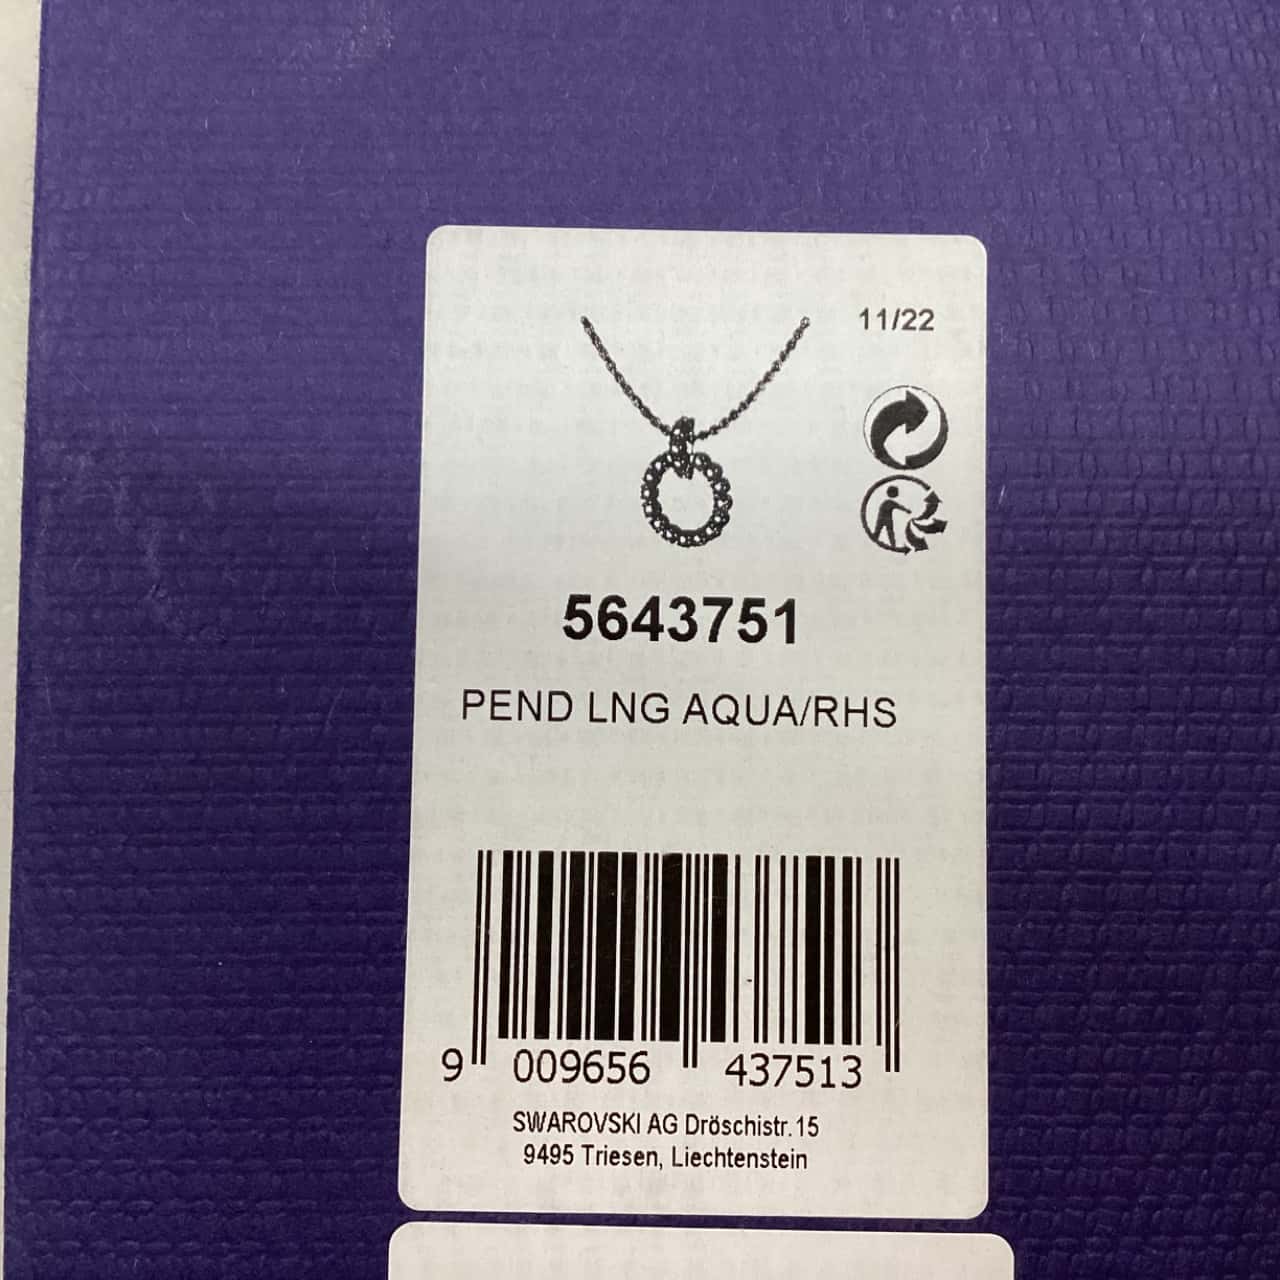 11/22
5643751
PEND LNG AQUA/RHS
9 009656 437513
SWAROVSKI AG Dröschistr. 15
9495 Triesen, Liechtenstein